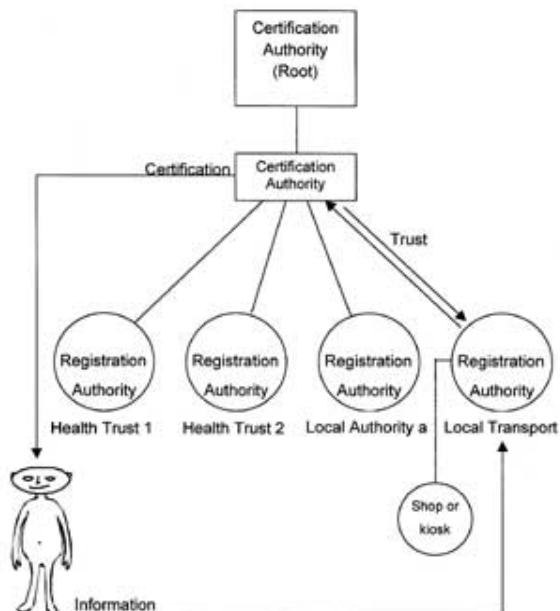 Certification
Authority
(Root)
Certification
Certification
Authority
Trust
Registration
Authority
Registration
Authority
Registration
Authority
Registration
Authority
Health Trust 1
Health Trust 2
Local Authority a
Local Transport
Shop or
kiosk
Information